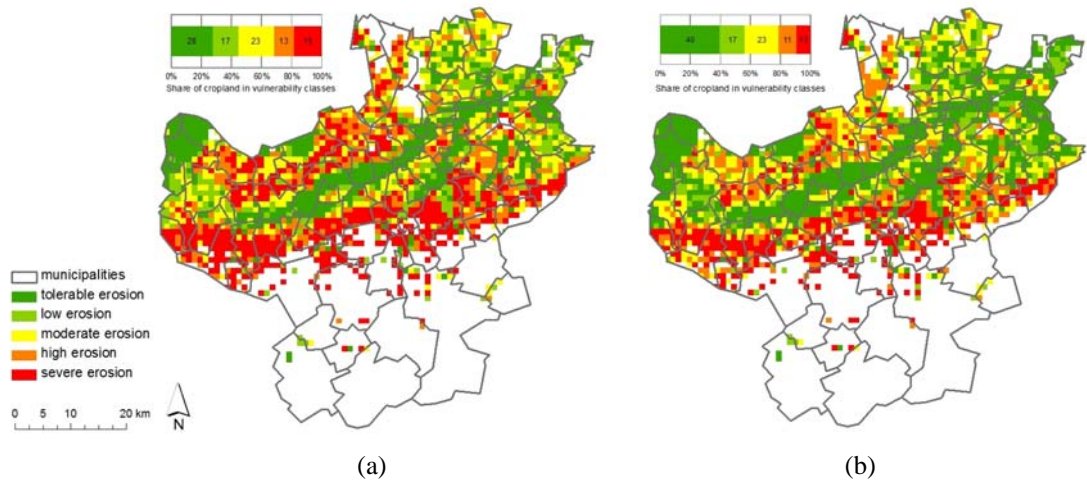 28 17 23 13
0% 20% 40% 60% 80% 100%
Share of cropland in vulnerability classes
40 17 23 11
0% 20% 40% 60% 80% 100%
Share of cropland in vulnerability classes
municipalities
tolerable erosion
low erosion
moderate erosion
high erosion
severe erosion
0 5 10 20 km
N
(a)
(b)